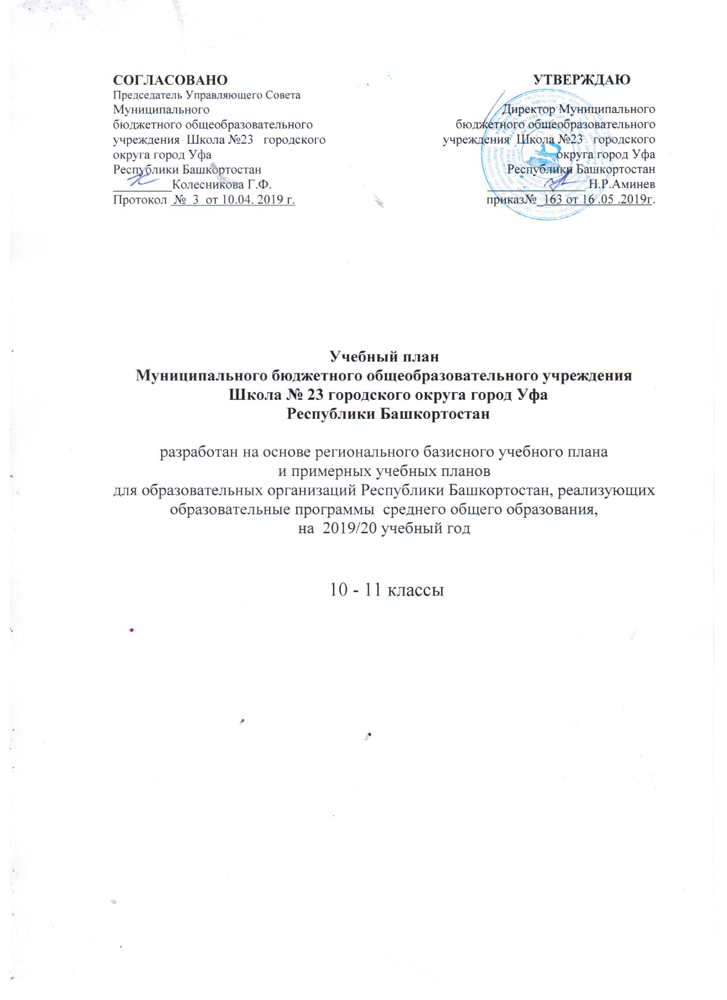 СОГЛАСОВАНО
Председатель Управляющего Совета
Муниципального
бюджетного общеобразовательного
учреждения Школа №23 городского
округа город Уфа
Республики Башкортостан
__________Колесникова Г.Ф.
Протокол № 3 от 10.04. 2019 г.
УТВЕРЖДАЮ
Директор Муниципального
бюджетного общеобразовательного
учреждения Школа №23 городского
округа город Уфа
Республики Башкортостан
________________Н.Р.Аминев
приказ№_163 от 16 .05 .2019г.
Учебный план
Муниципального бюджетного общеобразовательного учреждения
Школа № 23 городского округа город Уфа
Республики Башкортостан
разработан на основе регионального базисного учебного плана
и примерных учебных планов
для образовательных организаций Республики Башкортостан, реализующих
образовательные программы среднего общего образования,
на 2019/20 учебный год
10 - 11 классы